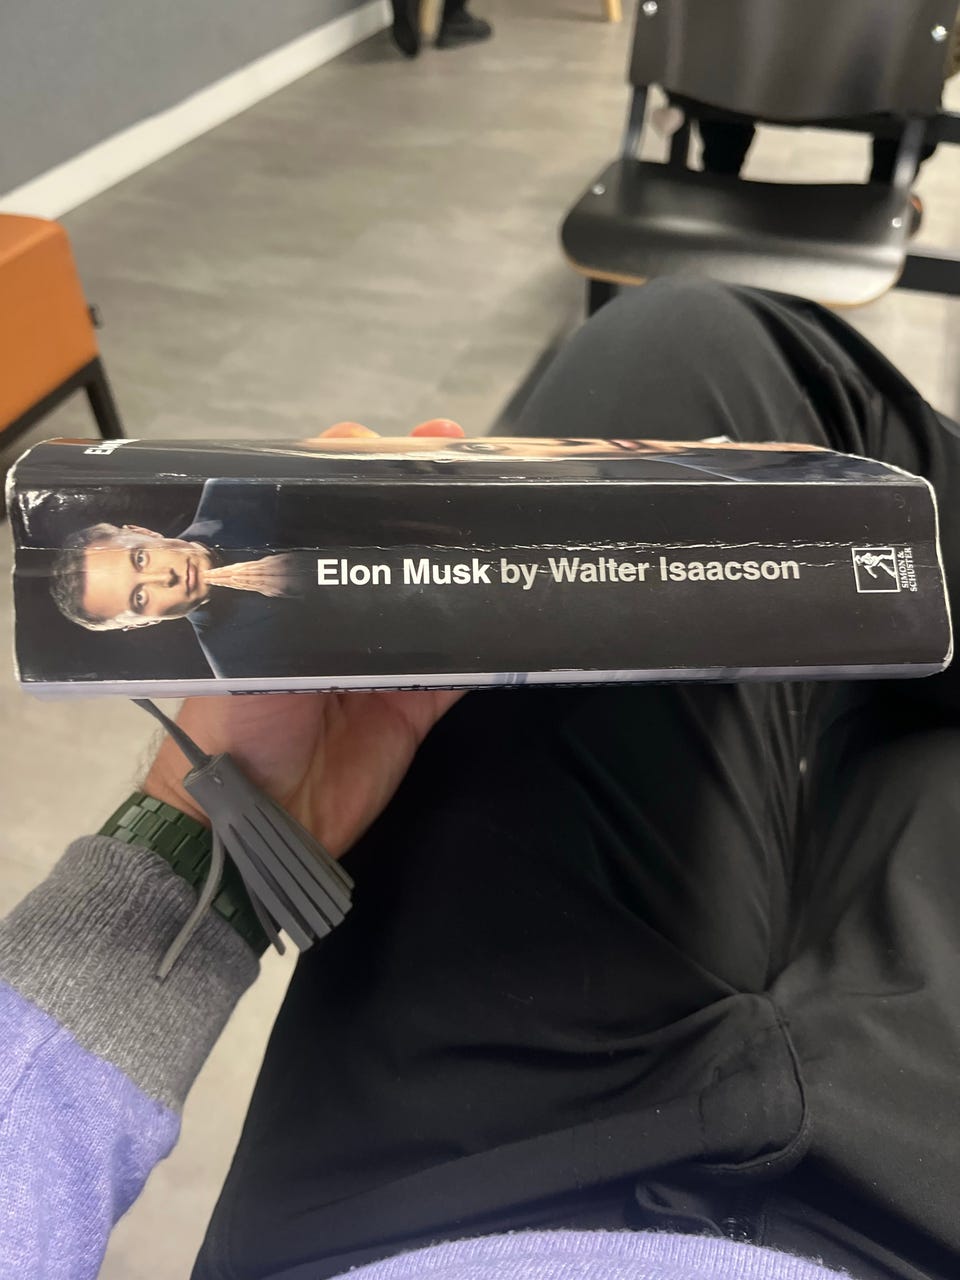 Elon Musk by Walter Isaacson
SIMON &
SCHUSTER